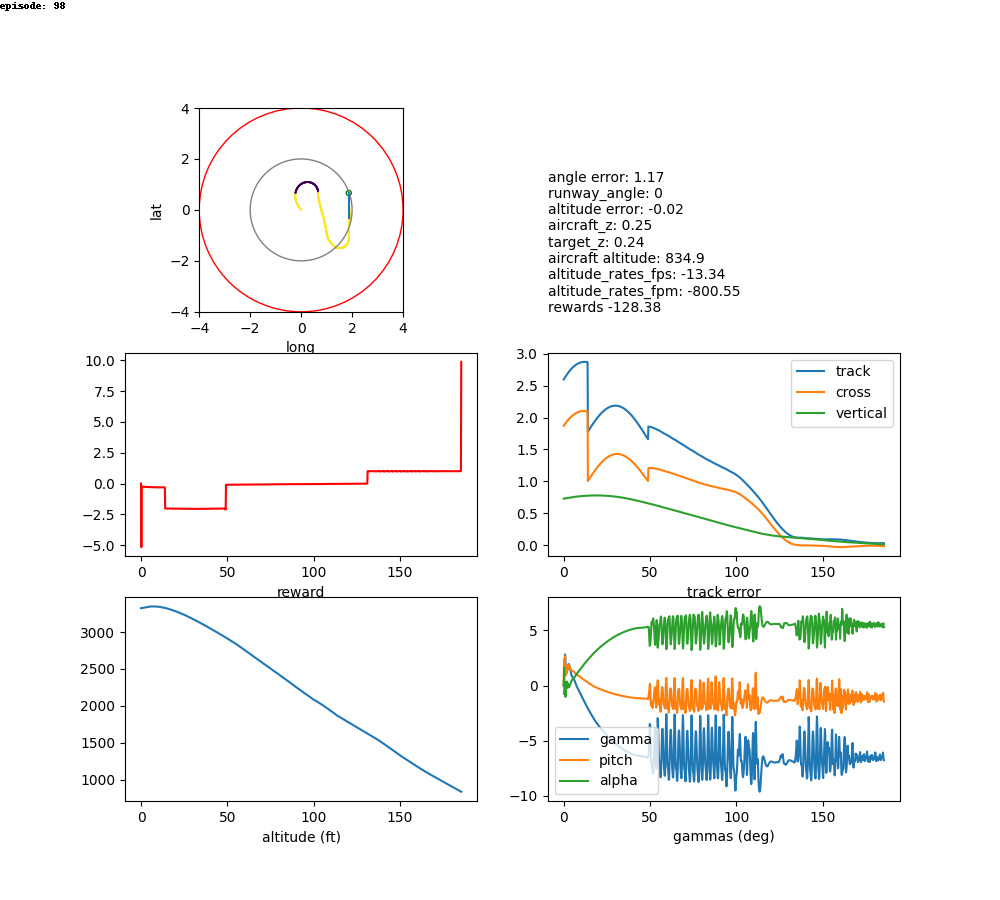 episode: 98
4
2
0
−2
−4
lat
−4 −2 0 2 4
long
angle error: 1.17
runway_angle: 0
altitude error: -0.02
aircraft_z: 0.25
target_z: 0.24
aircraft altitude: 834.9
altitude_rates_fps: -13.34
altitude_rates_fpm: -800.55
rewards -128.38
10.0
7.5
5.0
2.5
0.0
−2.5
−5.0
0 50 100 150
reward
3.0
2.5
2.0
1.5
1.0
0.5
0.0
track
cross
vertical
0 50 100 150
track error
3000
2500
2000
1500
1000
0 50 100 150
altitude (ft)
5
0
−5
−10
gamma
pitch
alpha
0 50 100 150
gammas (deg)